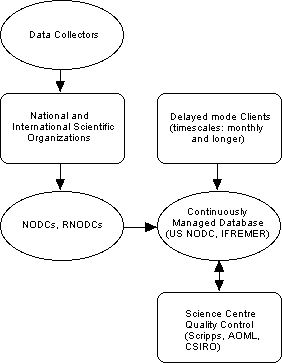 Data Collectors
National and
International Scientific
Organizations
Delayed mode Clients
(timescales: monthly
and longer)
NODCs, RNODCs
Continuously
Managed Database
(US NODC, IFREMER)
Science Centre
Quality Control
(Scripps, AOML,
CSIRO)